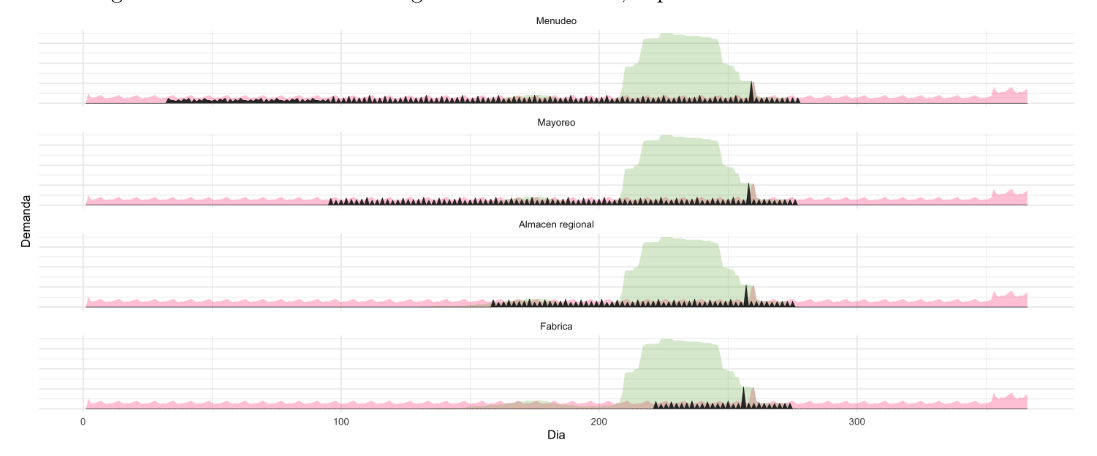 Menudeo
Mayoreo
Almacen regional
Fabrica
Demanda
0 100 200 300
Dia